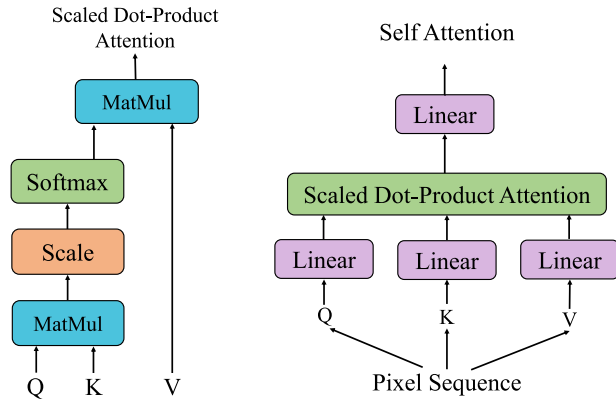 Scaled Dot-Product
Attention
MatMul
Softmax
Scale
MatMul
Q K V
Self Attention
Linear
Scaled Dot-Product Attention
Linear Linear Linear
Q K V
Pixel Sequence